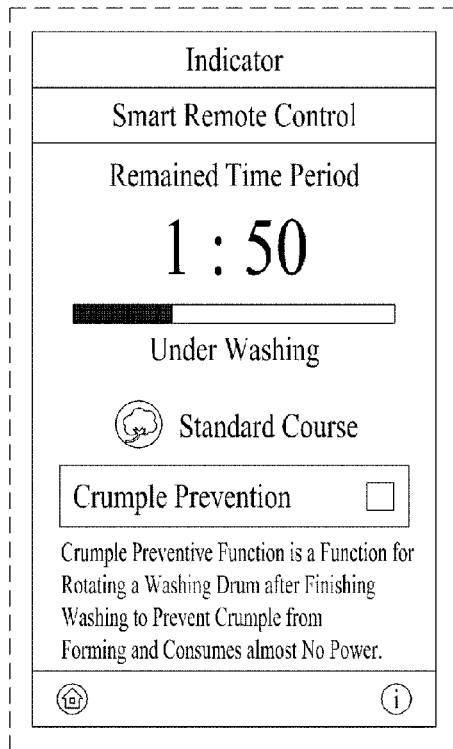 Indicator
Smart Remote Control
Remained Time Period
1 : 50
Under Washing
Standard Course
Crumple Prevention
Crumple Preventive Function is a Function for
Rotating a Washing Drum after Finishing
Washing to Prevent Crumple from
Forming and Consumes almost No Power.
i